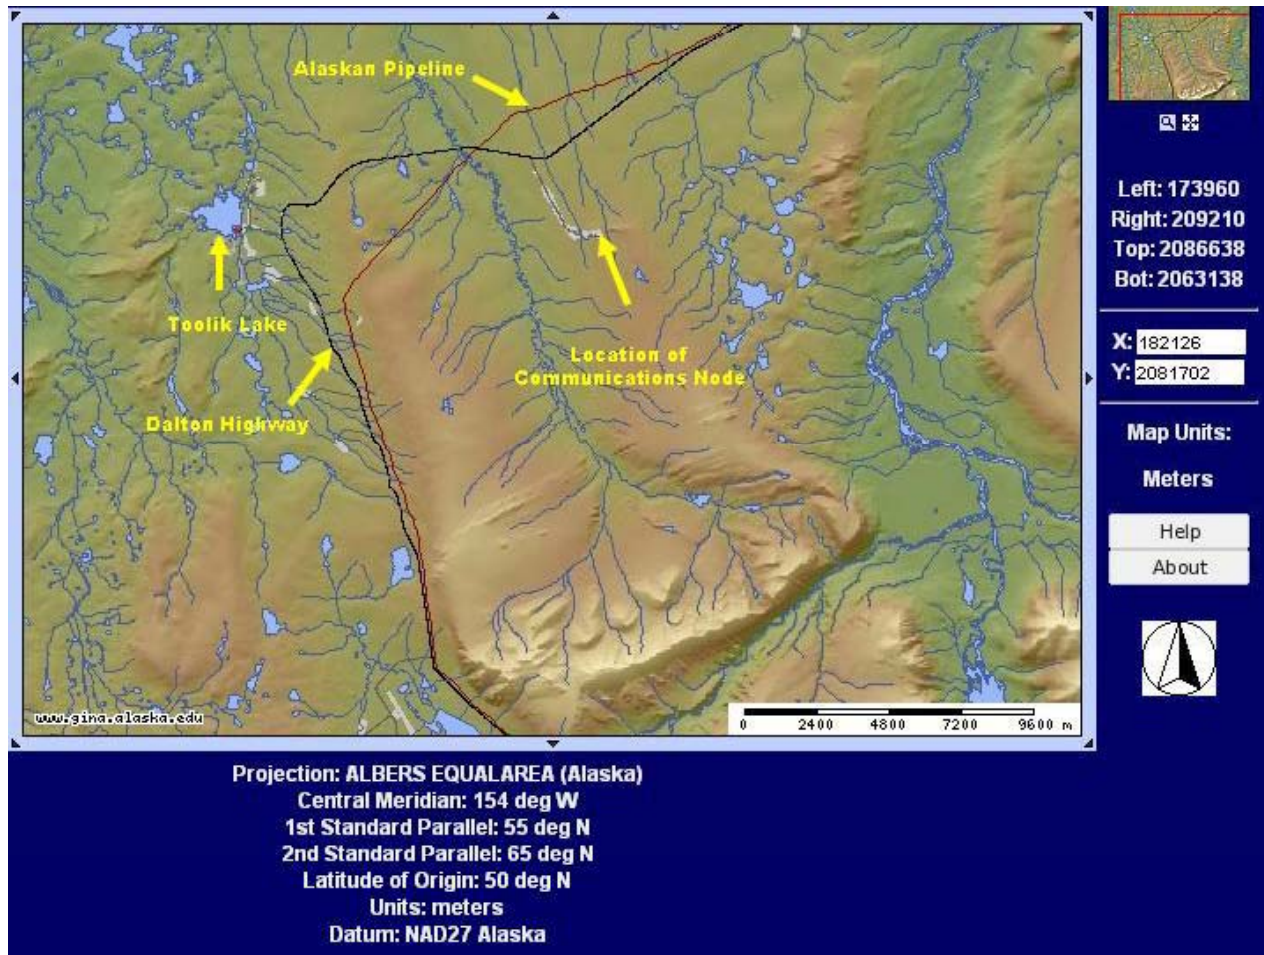 Alaskan Pipeline
Toolik Lake
Location of
Communications Node
Dalton Highway
www.gina.alaska.edu
0 2400 4800 7200 9600 m
Left: 173960
Right: 209210
Top: 2086638
Bot: 2063138
X: 182126
Y: 2081702
Map Units:
Meters
Help
About
Projection: ALBERS EQUALAREA (Alaska)
Central Meridian: 154 deg W
1st Standard Parallel: 55 deg N
2nd Standard Parallel: 65 deg N
Latitude of Origin: 50 deg N
Units: meters
Datum: NAD27 Alaska